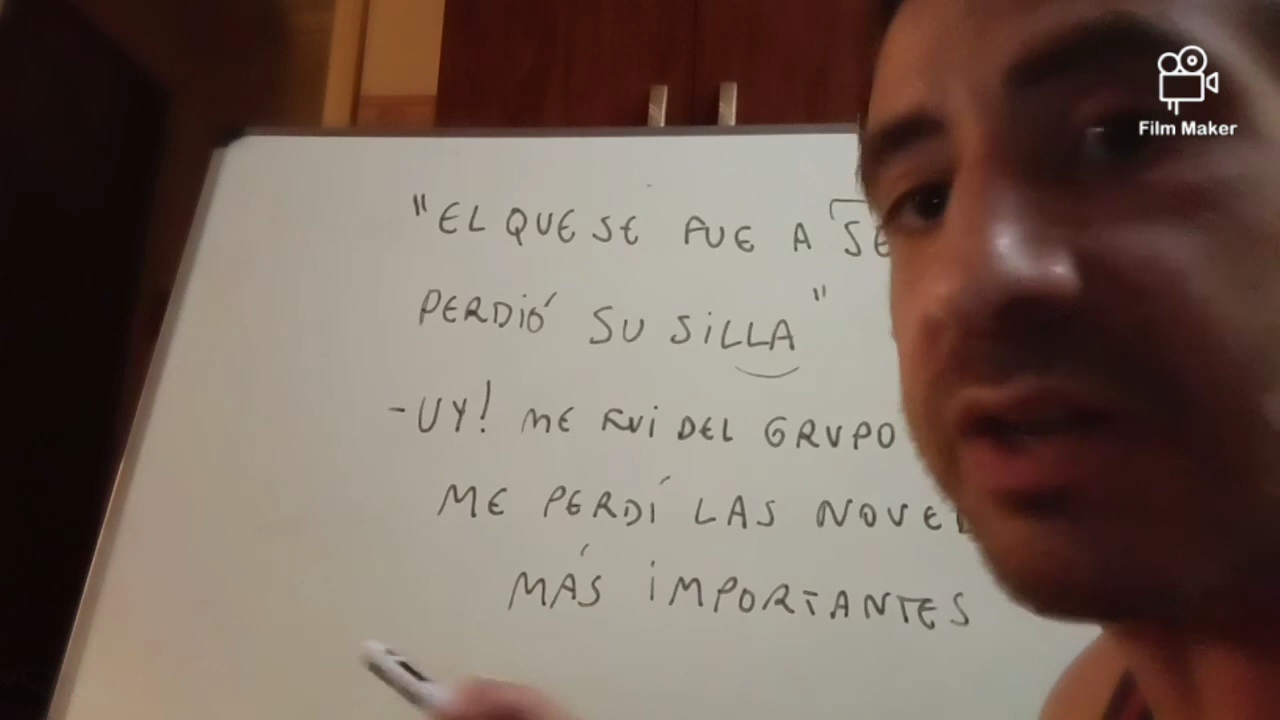 Film Maker
"EL QUE SE FUE A SE
PERDIÓ SU SILLA"
-UY! ME FUI DEL GRUPO
ME PERDÍ LAS NOVE
MÁS IMPORTANTES